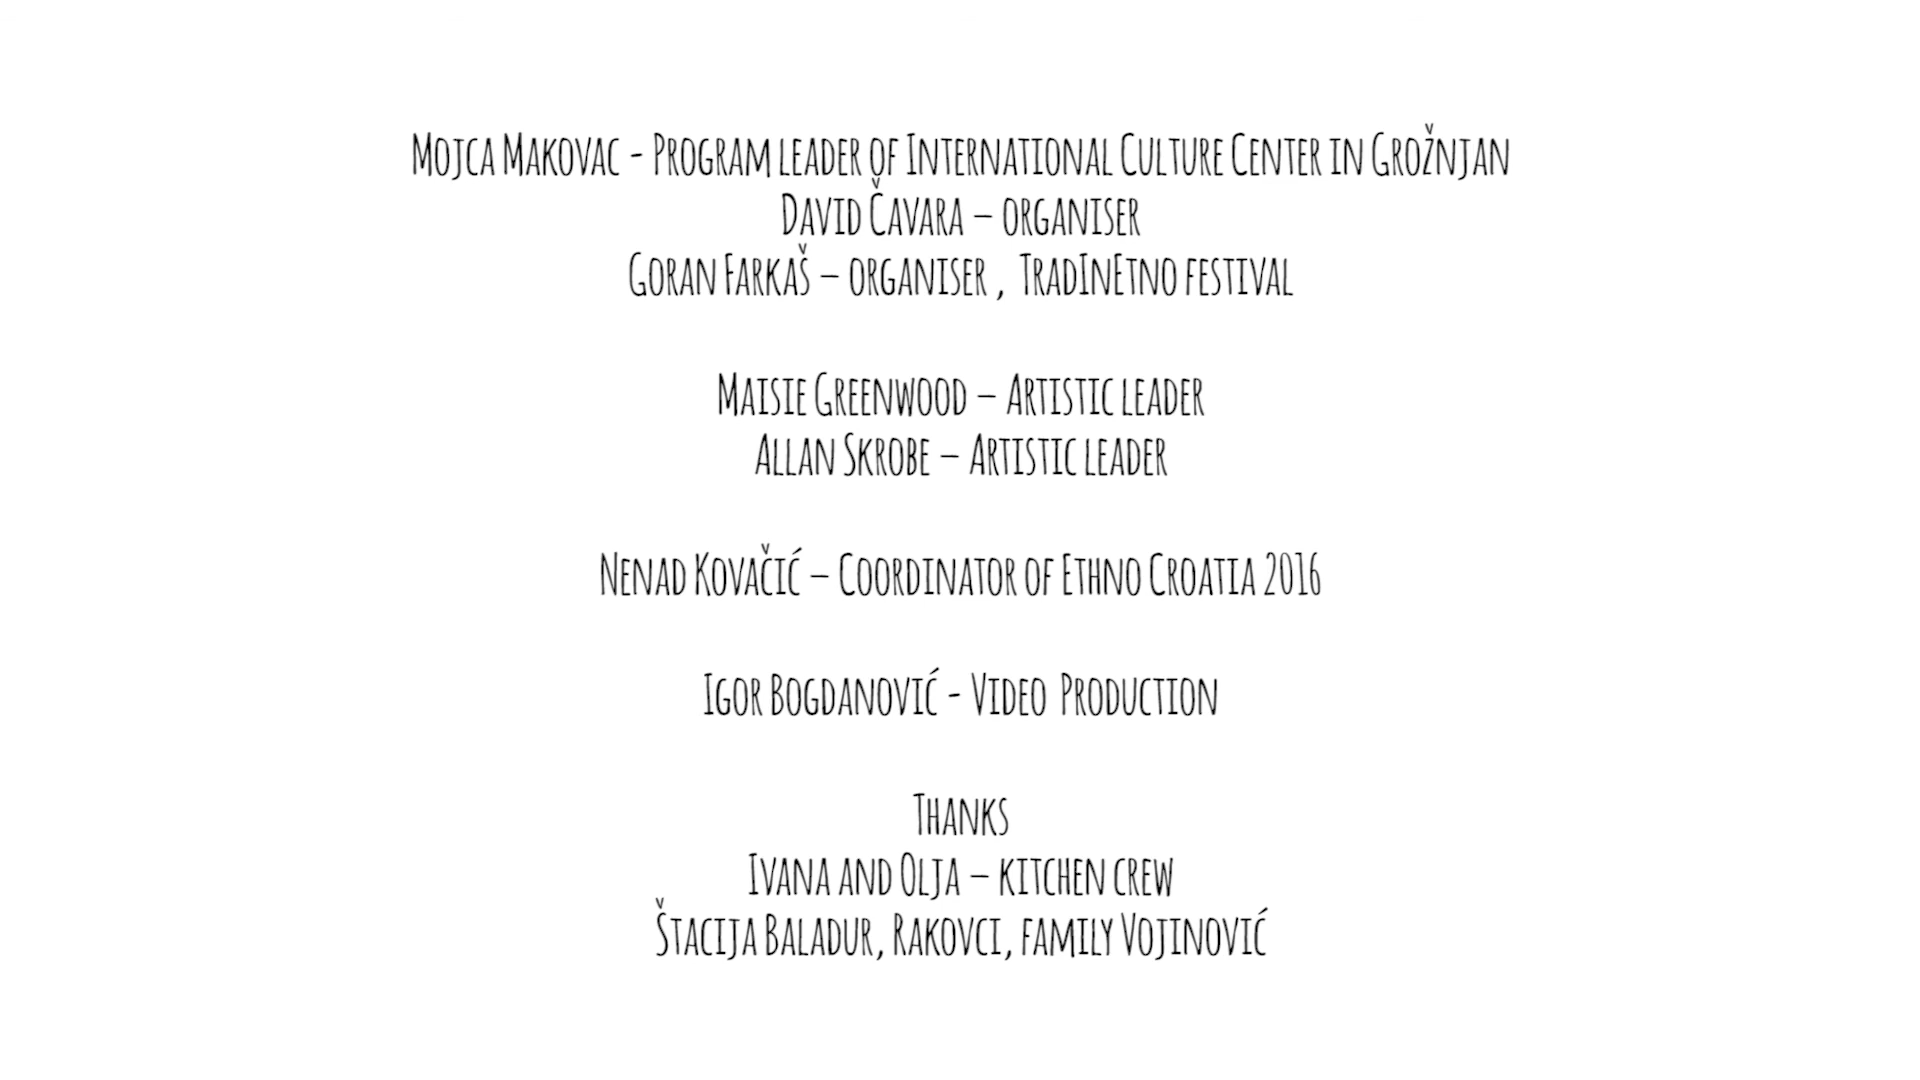 Mojca Makovac - Program leader of International Culture Center in Grožnjan
David Čavara – organiser
Goran Farkaš – organiser , TradInEtno festival
Maisie Greenwood – Artistic leader
Allan Skrobe – Artistic leader
Nenad Kovačić – Coordinator of Ethno Croatia 2016
Igor Bogdanović - Video Production
Thanks
Ivana and Olja – kitchen crew
Štacija Baladur, Rakovci, family Vojinović